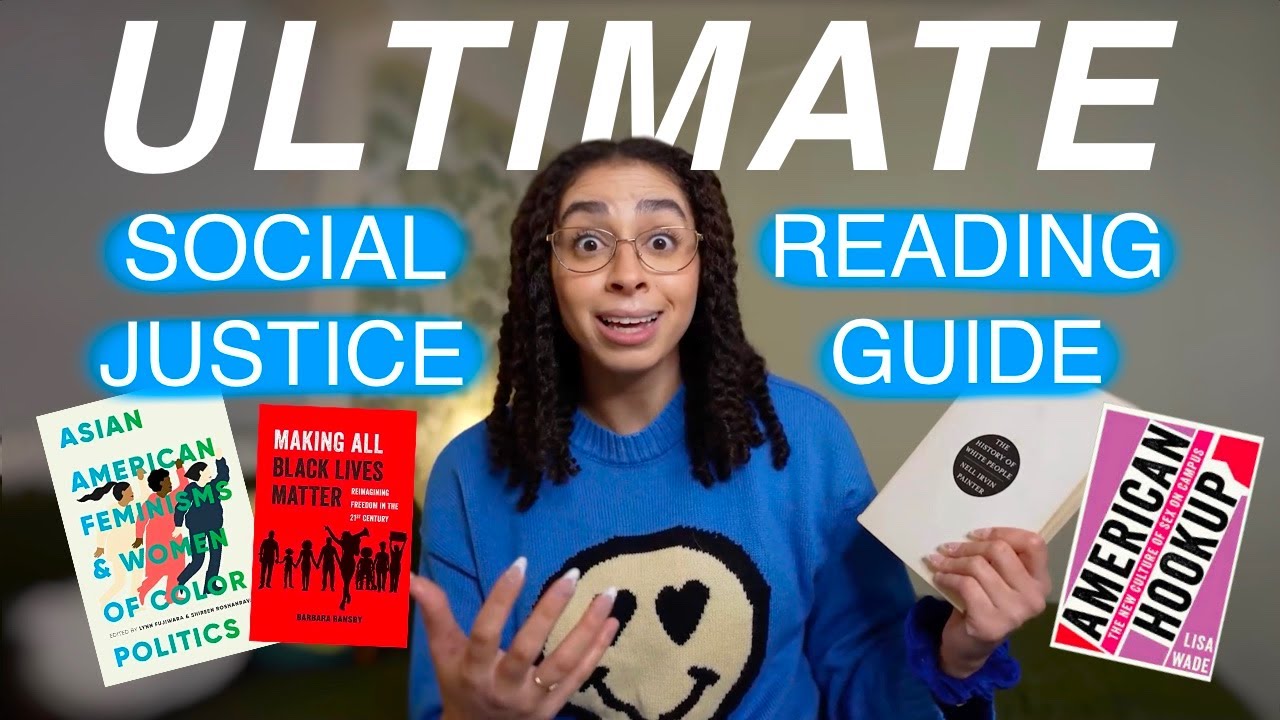 ULTIMATE
SOCIAL
JUSTICE
READING
GUIDE
ASIAN
AMERICAN
FEMINISMS
& WOMEN
OF COLOR
POLITICS
EDITED BY LYNN FUJIWARA & SHIREEN ROSHANRAV
MAKING ALL
BLACK LIVES
MATTER
REIMAGINING
FREEDOM IN THE
21ST CENTURY
BARBARA RANSBY
THE
HISTORY OF
WHITE PEOPLE
NELL IRVIN
PAINTER
AMERICAN
HOOKUP
THE NEW CULTURE OF SEX ON CAMPUS
LISA
WADE